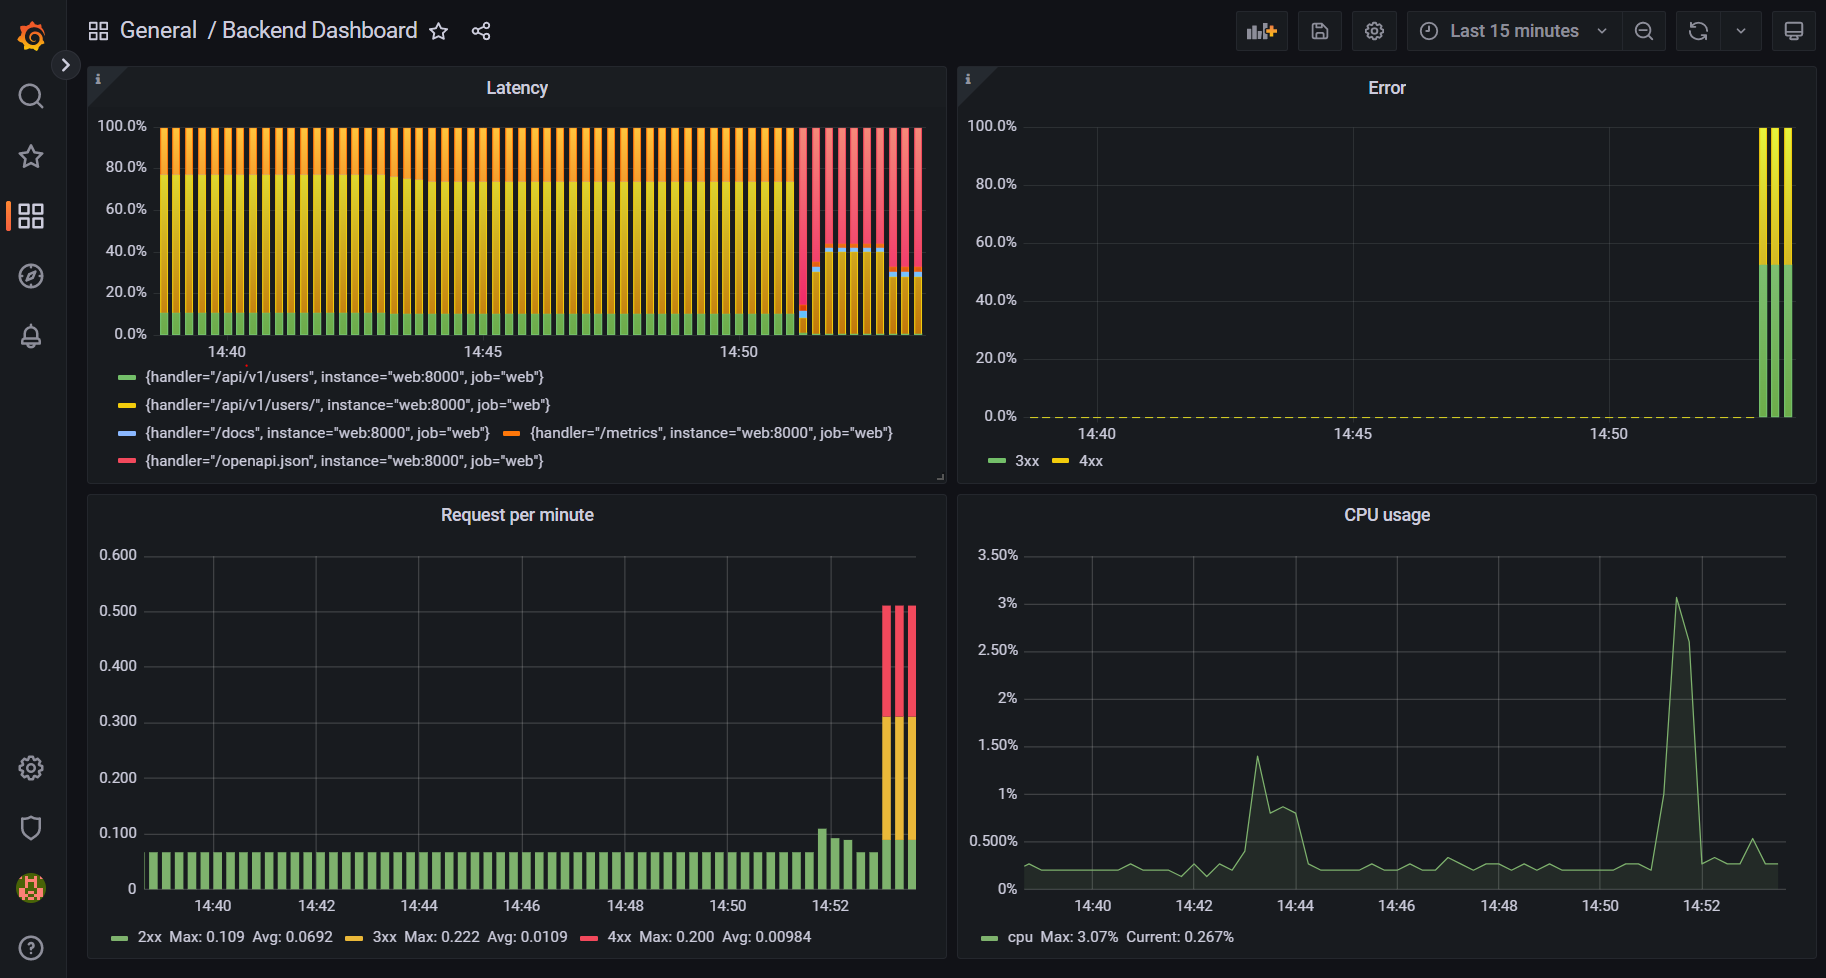 General / Backend Dashboard
Last 15 minutes
Latency
100.0%
80.0%
60.0%
40.0%
20.0%
0.0%
14:40 14:45 14:50
{handler="/api/v1/users", instance="web:8000", job="web"}
{handler="/api/v1/users/", instance="web:8000", job="web"}
{handler="/docs", instance="web:8000", job="web"} {handler="/metrics", instance="web:8000", job="web"}
{handler="/openapi.json", instance="web:8000", job="web"}
Error
100.0%
80.0%
60.0%
40.0%
20.0%
0.0%
14:40 14:45 14:50
3xx 4xx
Request per minute
0.600
0.500
0.400
0.300
0.200
0.100
0
14:40 14:42 14:44 14:46 14:48 14:50 14:52
2xx Max: 0.109 Avg: 0.0692 3xx Max: 0.222 Avg: 0.0109 4xx Max: 0.200 Avg: 0.00984
CPU usage
3.50%
3%
2.50%
2%
1.50%
1%
0.500%
0%
14:40 14:42 14:44 14:46 14:48 14:50 14:52
cpu Max: 3.07% Current: 0.267%